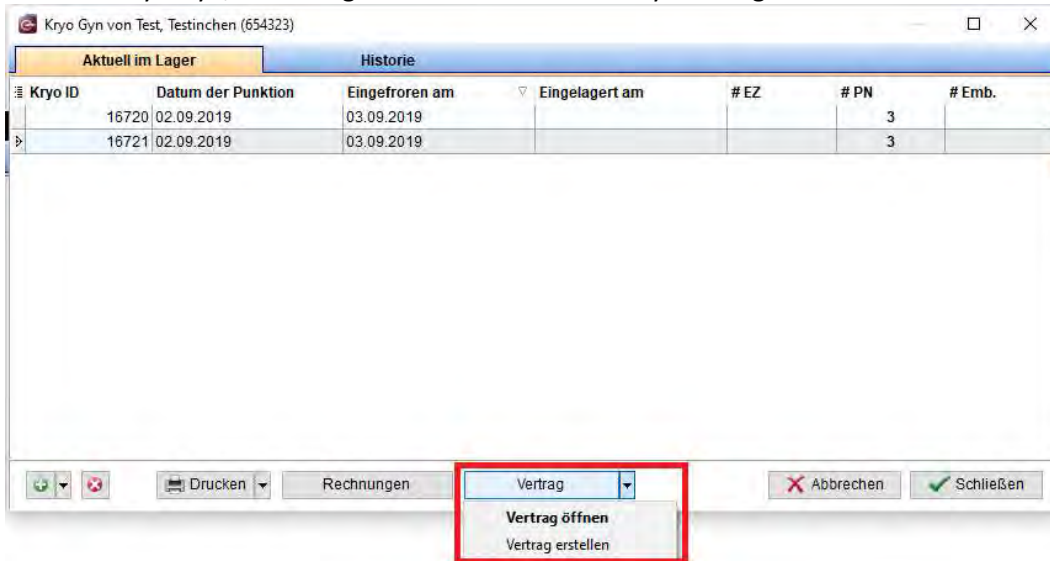 Kryo Gyn von Test, Testinchen (654323)
Aktuell im Lager Historie
Kryo ID Datum der Punktion Eingefroren am Eingelagert am # EZ # PN # Emb.
16720 02.09.2019 03.09.2019 3
16721 02.09.2019 03.09.2019 3
Drucken Rechnungen Vertrag Abbrechen Schließen
Vertrag öffnen
Vertrag erstellen